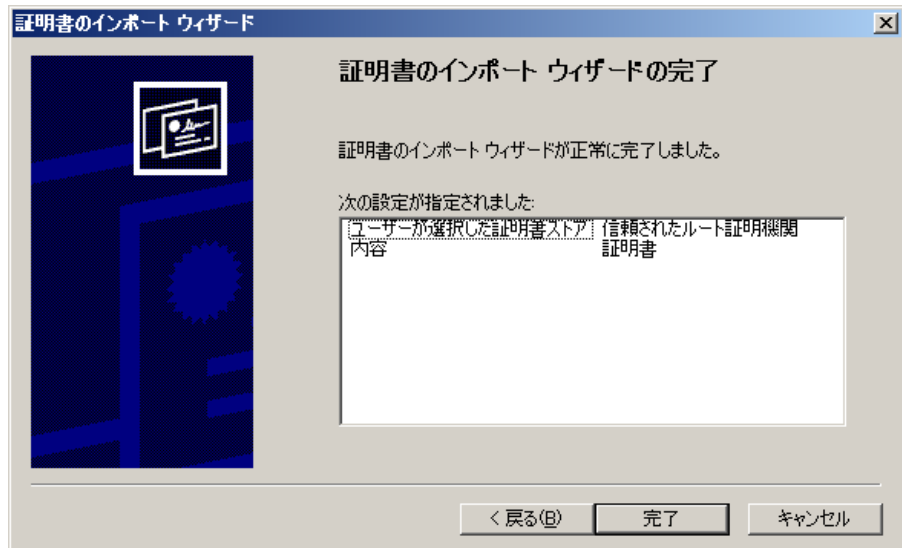 証明書のインポート ウィザード
証明書のインポート ウィザードの完了
証明書のインポート ウィザードが正常に完了しました。
次の設定が指定されました:
ユーザーが選択した証明書ストア 信頼されたルート証明機関
内容 証明書
< 戻る(B) 完了 キャンセル